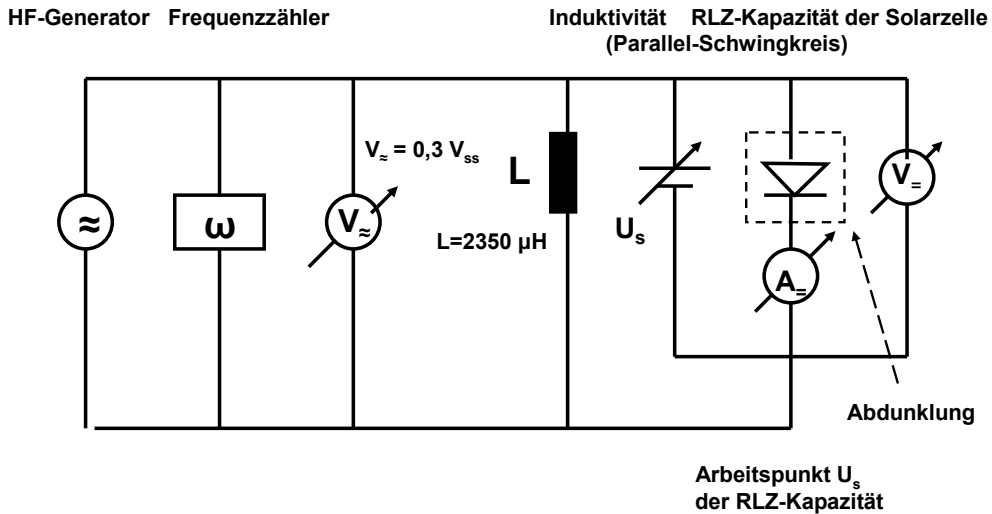 HF-Generator Frequenzzähler Induktivität RLZ-Kapazität der Solarzelle
(Parallel-Schwingkreis)
V≈ = 0,3 Vss
L
V=
≈
ω
V≈
Us
L=2350 µH
A=
Abdunklung
Arbeitspunkt Us
der RLZ-Kapazität